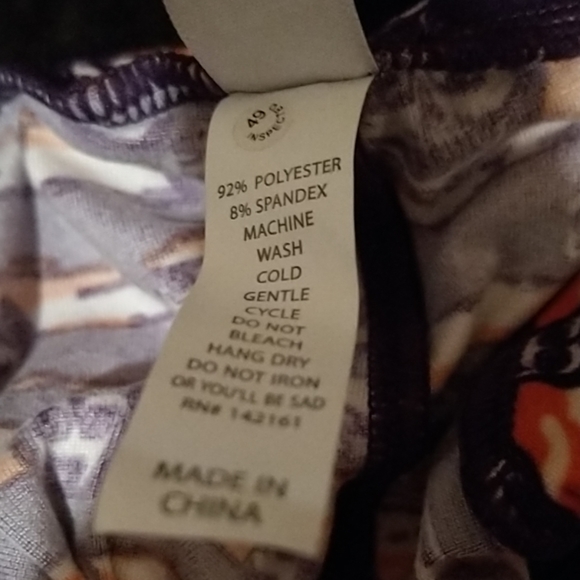 49
INSPECTED
92% POLYESTER
8% SPANDEX
MACHINE
WASH
COLD
GENTLE
CYCLE
DO NOT
BLEACH
HANG DRY
DO NOT IRON
OR YOU'LL BE SAD
RN# 142161
MADE IN
CHINA